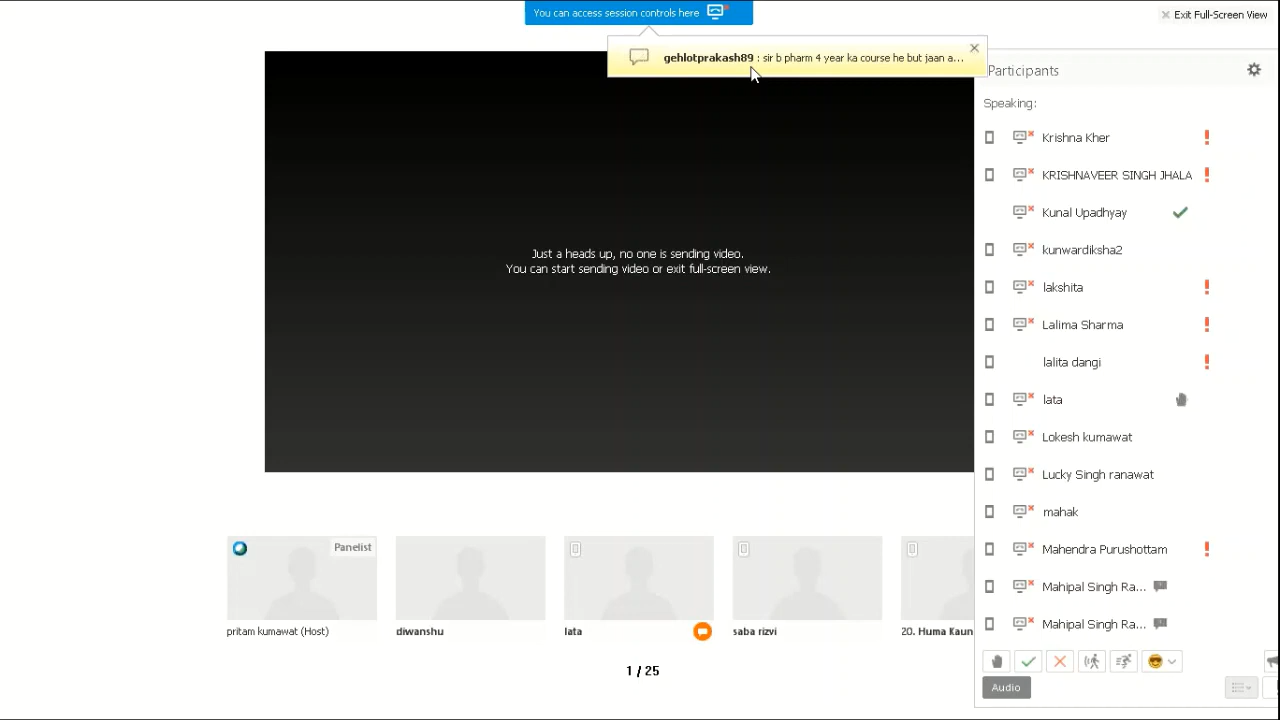 You can access session controls here
Exit Full-Screen View
gehlotprakash89 : sir b pharm 4 year ka course he but jaan a...
Participants
Speaking:
Krishna Kher
KRISHNAVEER SINGH JHALA
Kunal Upadhyay
kunwardiksha2
lakshita
Lalima Sharma
lalita dangi
lata
Lokesh kumawat
Lucky Singh ranawat
mahak
Mahendra Purushottam
Mahipal Singh Ra...
Mahipal Singh Ra...
Audio
Just a heads up, no one is sending video.
You can start sending video or exit full-screen view.
Panelist
pritam kumawat (Host)
diwanshu
lata
saba rizvi
20. Huma Kaun
1 / 25